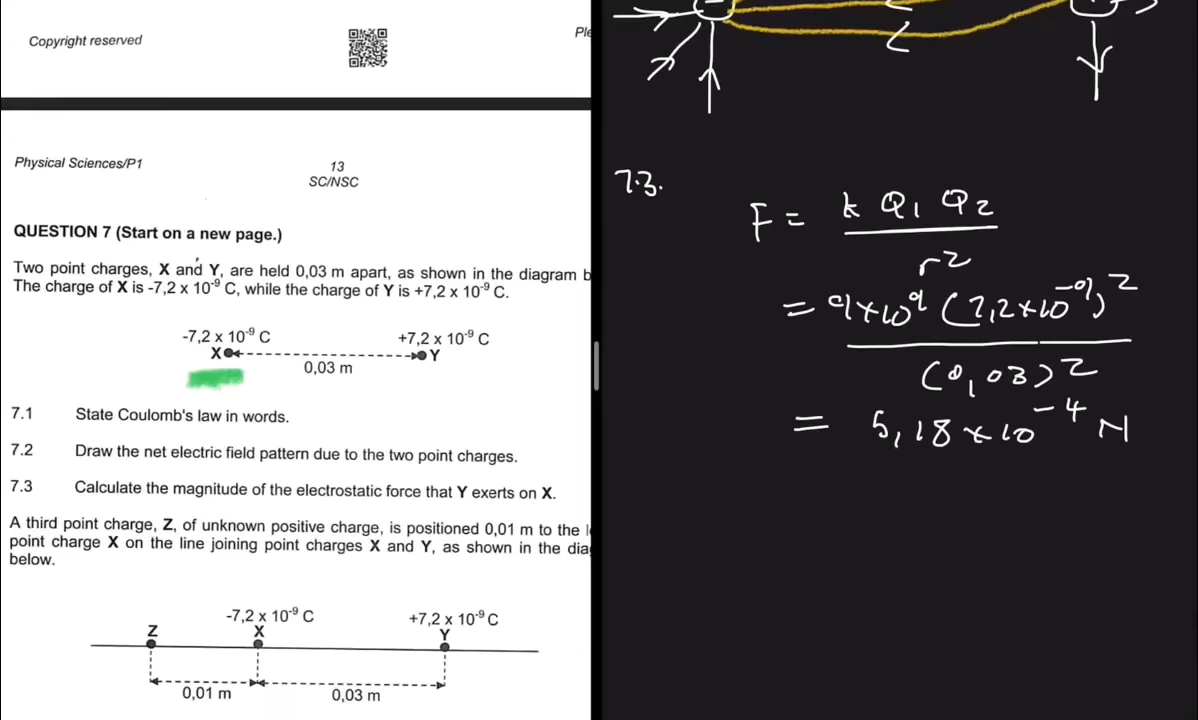 Copyright reserved
Physical Sciences/P1
13
SC/NSC
QUESTION 7 (Start on a new page.)
Two point charges, X and Y, are held 0,03 m apart, as shown in the diagram b
The charge of X is -7,2 x 10⁻⁹ C, while the charge of Y is +7,2 x 10⁻⁹ C.
-7,2 x 10⁻⁹ C +7,2 x 10⁻⁹ C
X Y
0,03 m
7.1 State Coulomb's law in words.
7.2 Draw the net electric field pattern due to the two point charges.
7.3 Calculate the magnitude of the electrostatic force that Y exerts on X.
A third point charge, Z, of unknown positive charge, is positioned 0,01 m to the
point charge X on the line joining point charges X and Y, as shown in the dia
below.
-7,2 x 10⁻⁹ C +7,2 x 10⁻⁹ C
Z X Y
0,01 m 0,03 m
7.3.
F = k Q₁ Q₂
r²
= 9×10⁹ (7,2×10⁻⁹)²
(0,03)²
= 5,18×10⁻⁴ N